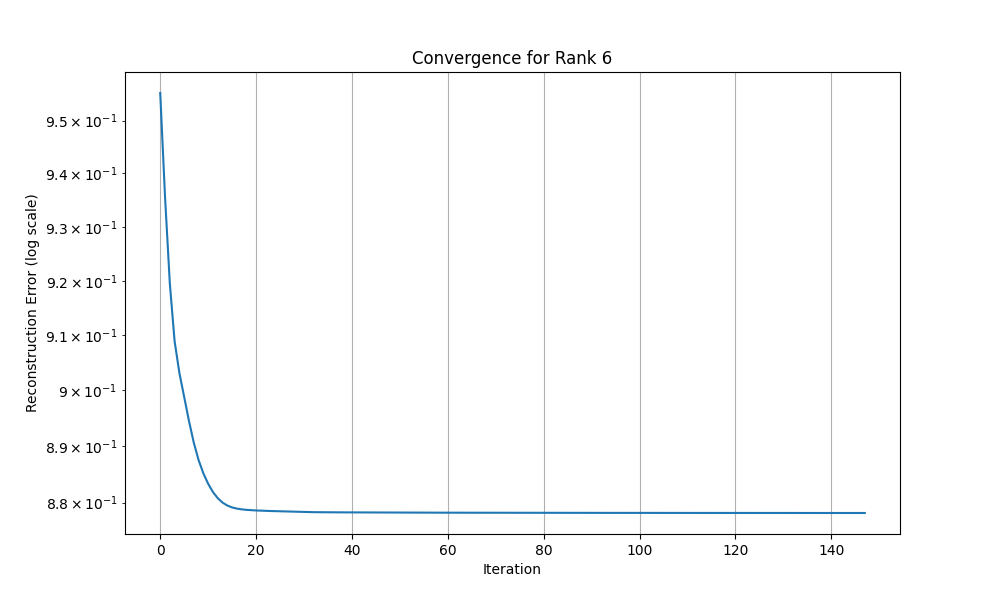 Convergence for Rank 6
Reconstruction Error (log scale)
9.5 × 10⁻¹
9.4 × 10⁻¹
9.3 × 10⁻¹
9.2 × 10⁻¹
9.1 × 10⁻¹
9 × 10⁻¹
8.9 × 10⁻¹
8.8 × 10⁻¹
0 20 40 60 80 100 120 140
Iteration